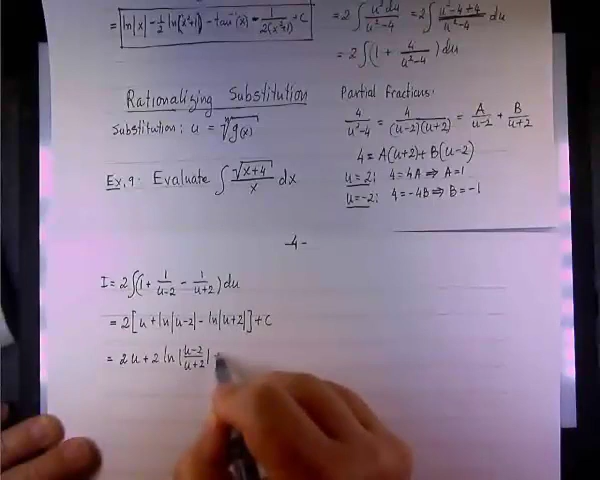 = ln|x| - 1/2 ln(x²+1) - tan⁻¹(x) - 1/(2(x²+1)) + C
Rationalizing Substitution
Substitution: u = ⁿ√g(x)
Ex. 9: Evaluate ∫ √(x+4)/x dx
= 2∫ u² du/(u²-4) = 2∫ (u²-4+4)/(u²-4) du
= 2∫(1 + 4/(u²-4)) du
Partial Fractions:
4/(u²-4) = 4/((u-2)(u+2)) = A/(u-2) + B/(u+2)
4 = A(u+2) + B(u-2)
u=2: 4=4A ⇒ A=1
u=-2: 4=-4B ⇒ B=-1
-4-
I = 2∫(1 + 1/(u-2) - 1/(u+2)) du
= 2[u + ln|u-2| - ln|u+2|] + C
= 2u + 2 ln|(u-2)/(u+2)|